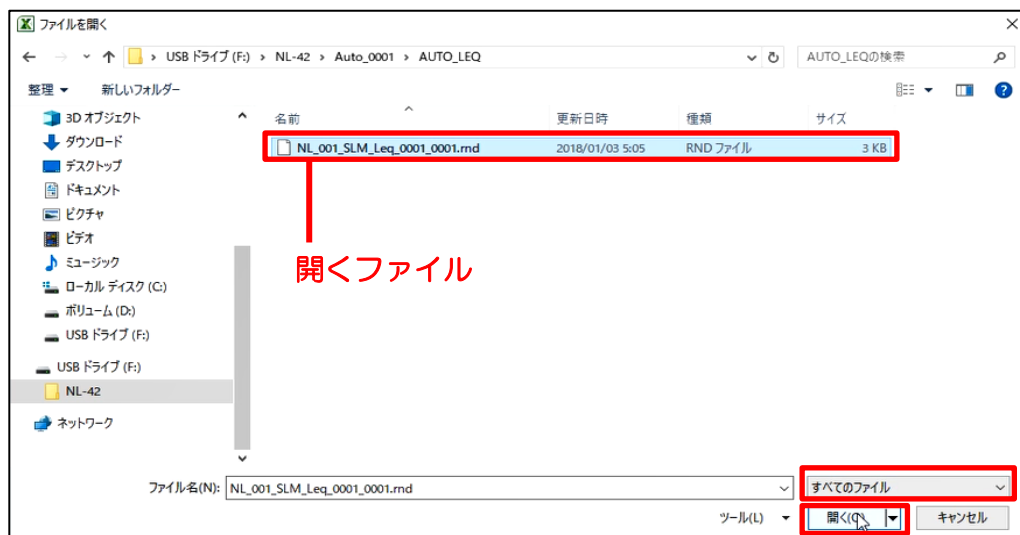 ファイルを開く
USB ドライブ (F:) › NL-42 › Auto_0001 › AUTO_LEQ
AUTO_LEQの検索
整理 新しいフォルダー
名前 更新日時 種類 サイズ
NL_001_SLM_Leq_0001_0001.rnd 2018/01/03 5:05 RND ファイル 3 KB
3D オブジェクト
ダウンロード
デスクトップ
ドキュメント
ピクチャ
ビデオ
ミュージック
ローカル ディスク (C:)
ボリューム (D:)
USB ドライブ (F:)
USB ドライブ (F:)
NL-42
ネットワーク
開くファイル
ファイル名(N): NL_001_SLM_Leq_0001_0001.rnd
すべてのファイル
ツール(L) 開く(O) キャンセル